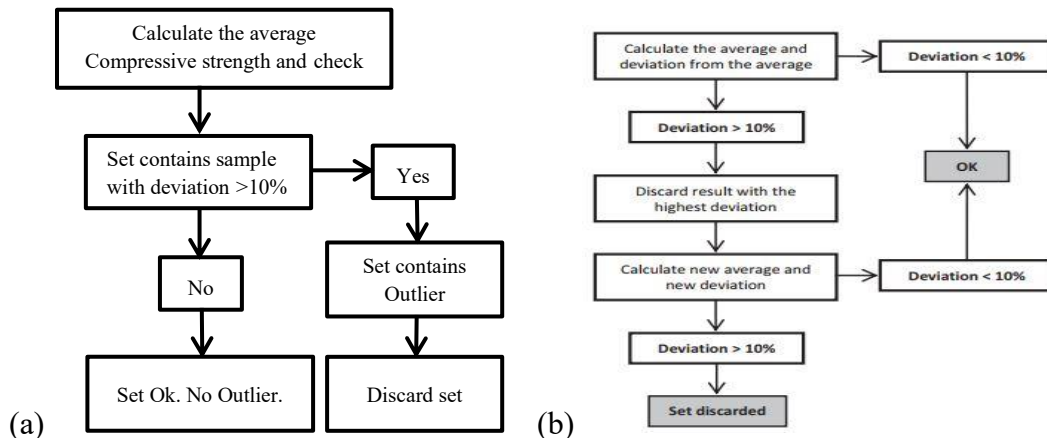 Calculate the average
Compressive strength and check
Set contains sample
with deviation >10%
Yes
No
Set contains
Outlier
Set Ok. No Outlier.
Discard set
(a)
Calculate the average and
deviation from the average
Deviation < 10%
Deviation > 10%
OK
Discard result with the
highest deviation
Calculate new average and
new deviation
Deviation < 10%
Deviation > 10%
Set discarded
(b)